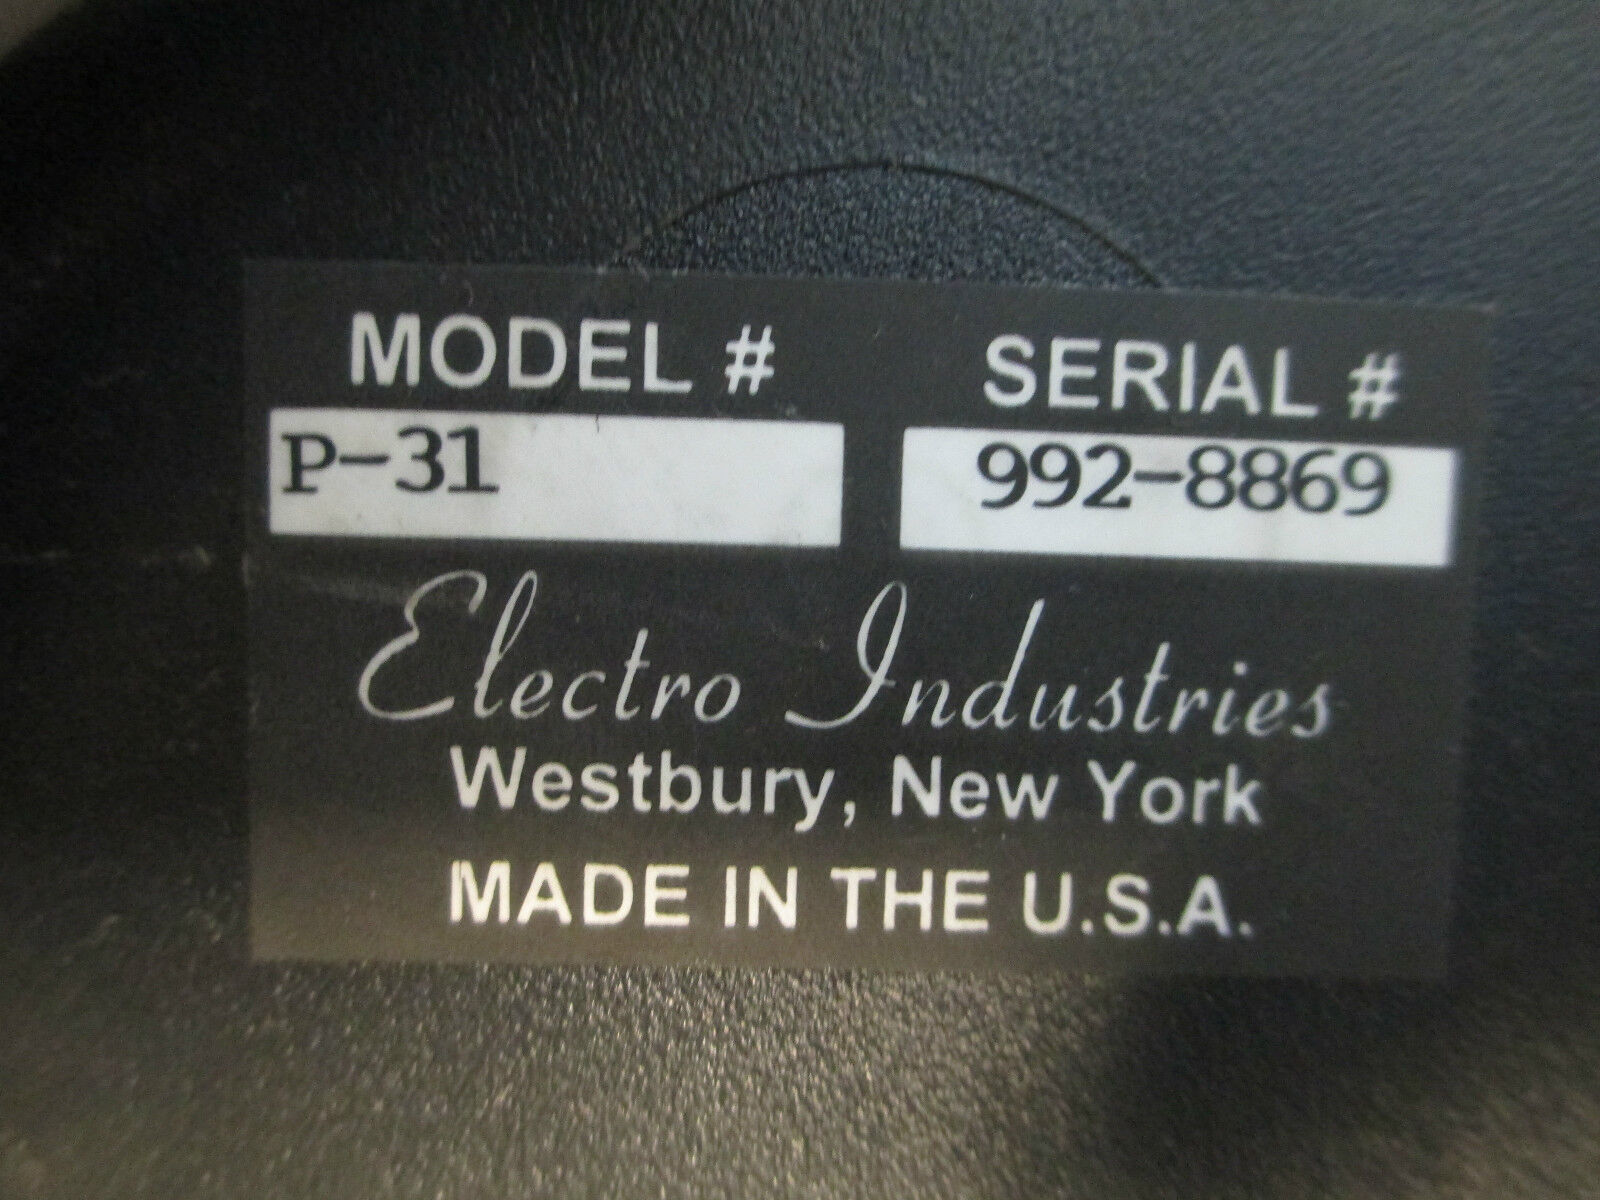 MODEL # SERIAL #
P-31 992-8869
Electro Industries
Westbury, New York
MADE IN THE U.S.A.